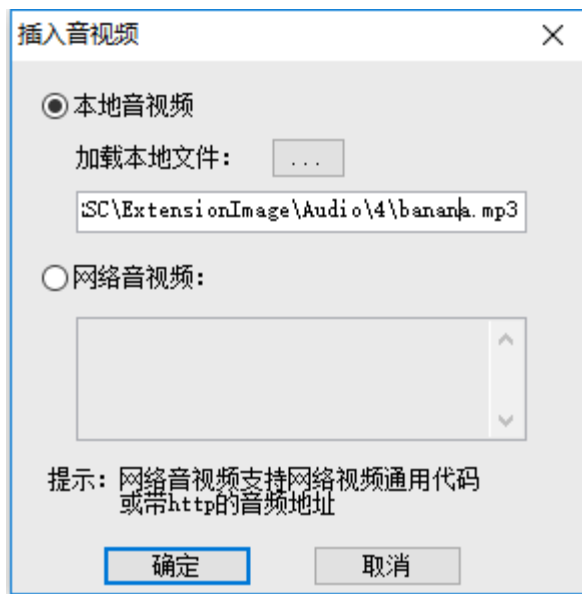 插入音视频
本地音视频
加载本地文件：
...
:SC\ExtensionImage\Audio\4\banana.mp3
网络音视频：
提示：网络音视频支持网络视频通用代码
或带http的音频地址
确定
取消